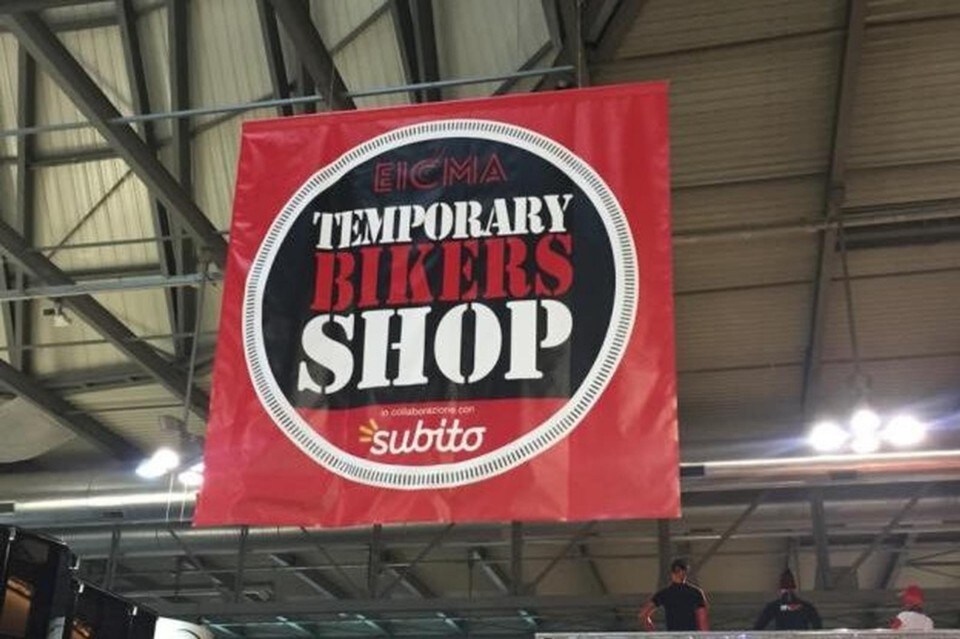 EICMA
TEMPORARY
BIKERS
SHOP
in collaborazione con
subito